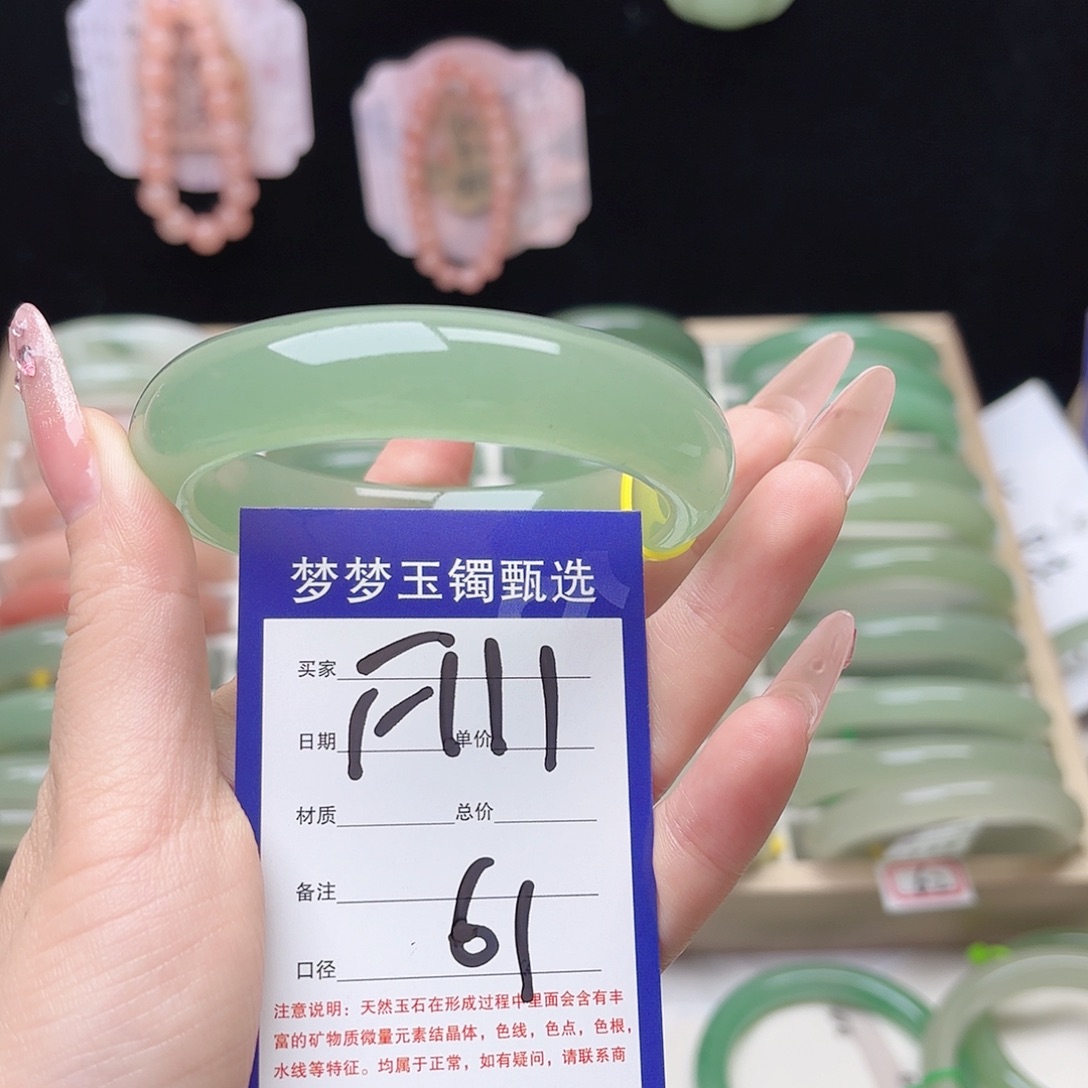 梦梦玉镯甄选
买家
A111
日期 单价
材质 总价
备注
61
口径
注意说明：天然玉石在形成过程中里面会含有丰
富的矿物质微量元素结晶体，色线，色点，色根，
水线等特征。均属于正常，如有疑问，请联系商